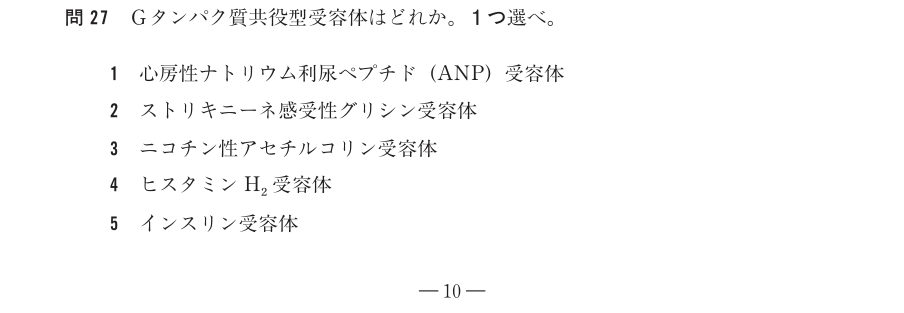 問 27 Gタンパク質共役型受容体はどれか。1つ選べ。
1 心房性ナトリウム利尿ペプチド（ANP）受容体
2 ストリキニーネ感受性グリシン受容体
3 ニコチン性アセチルコリン受容体
4 ヒスタミン H₂ 受容体
5 インスリン受容体
― 10 ―